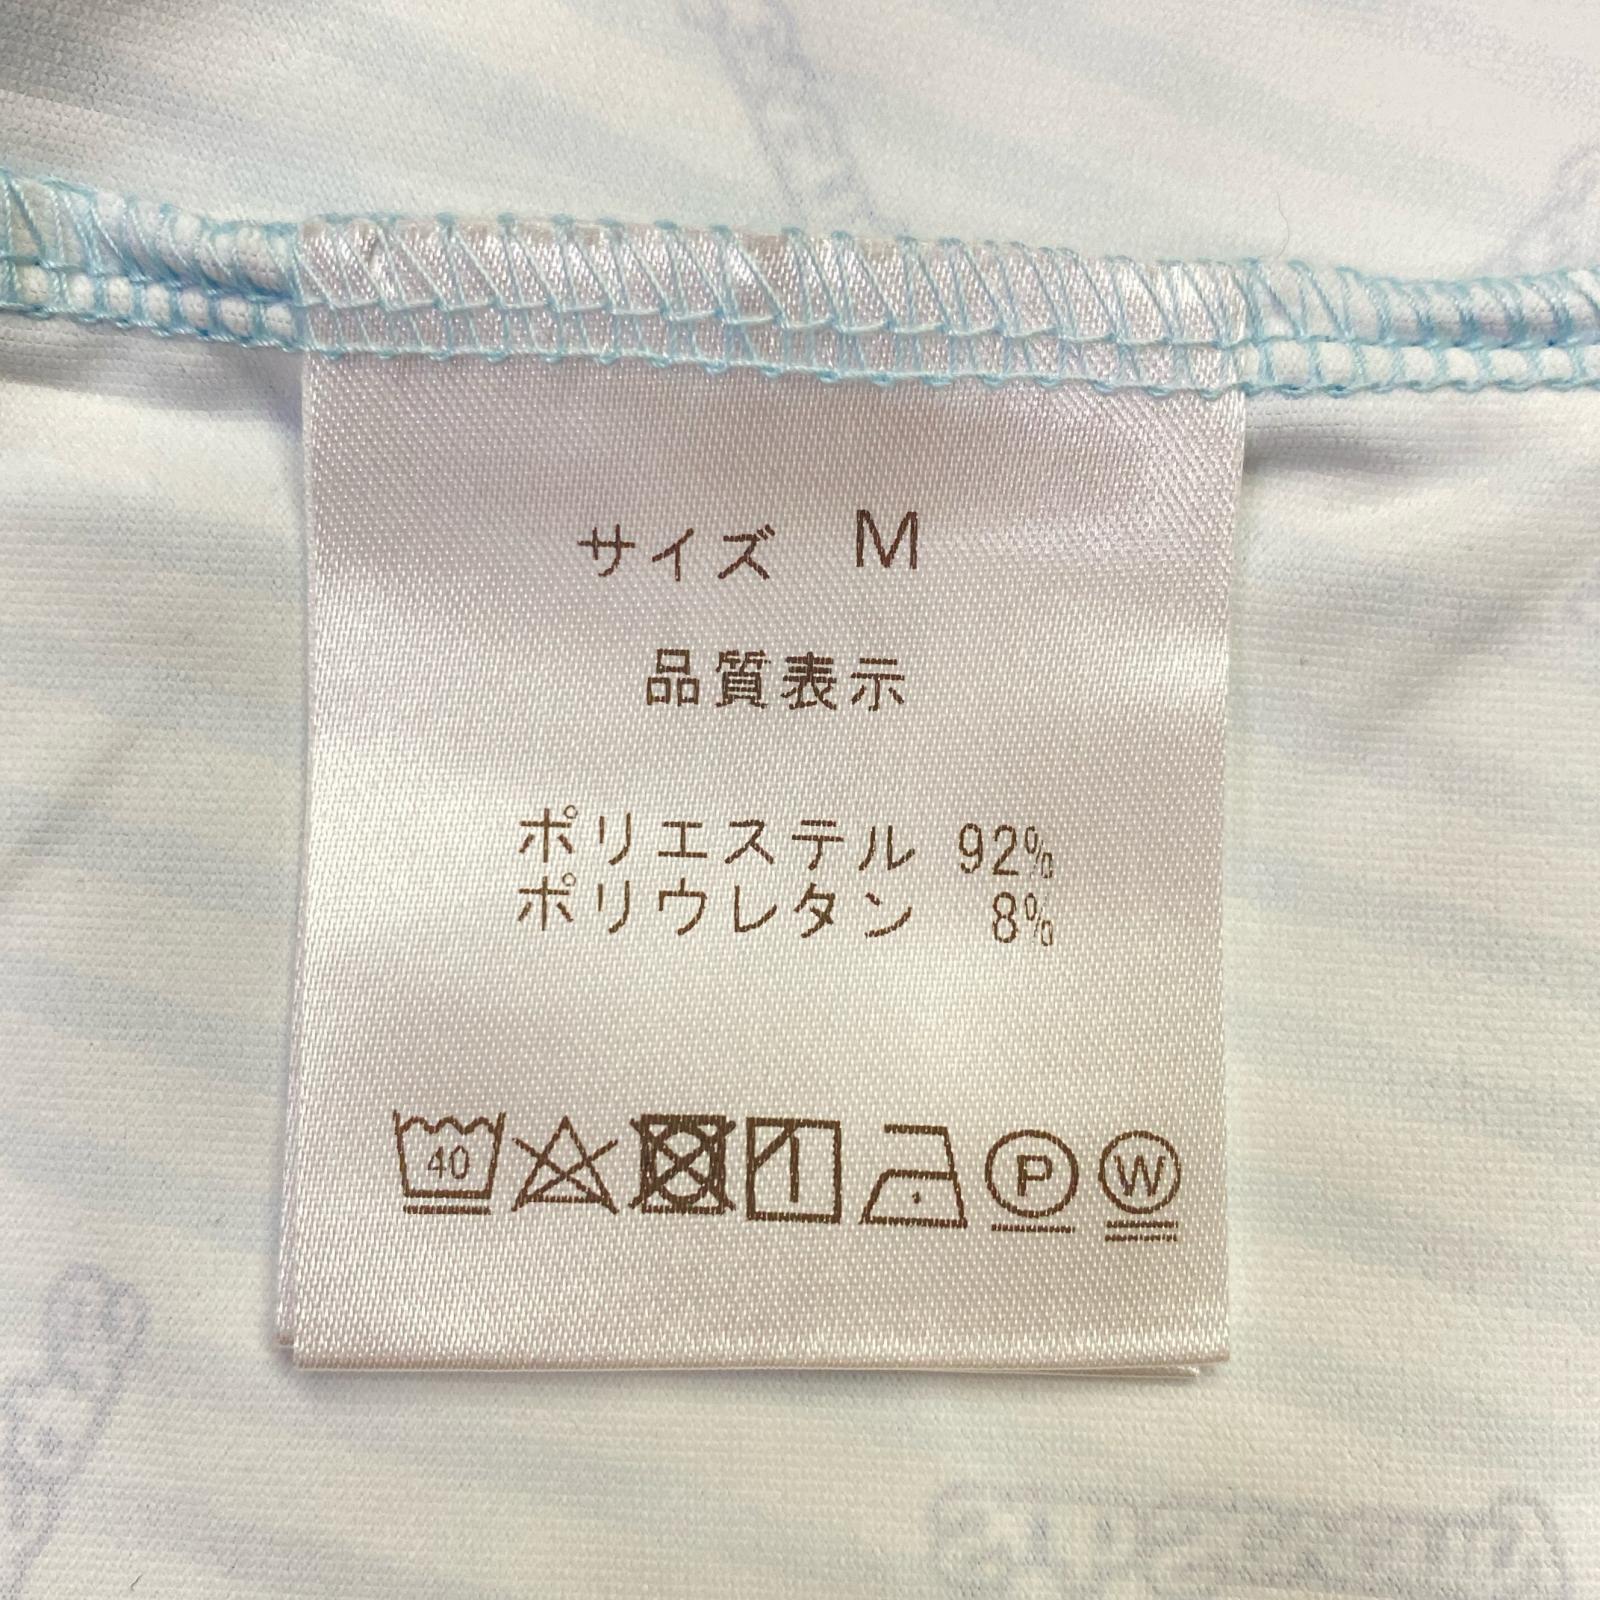 サイズ M
品質表示
ポリエステル 92%
ポリウレタン 8%
40
P
W